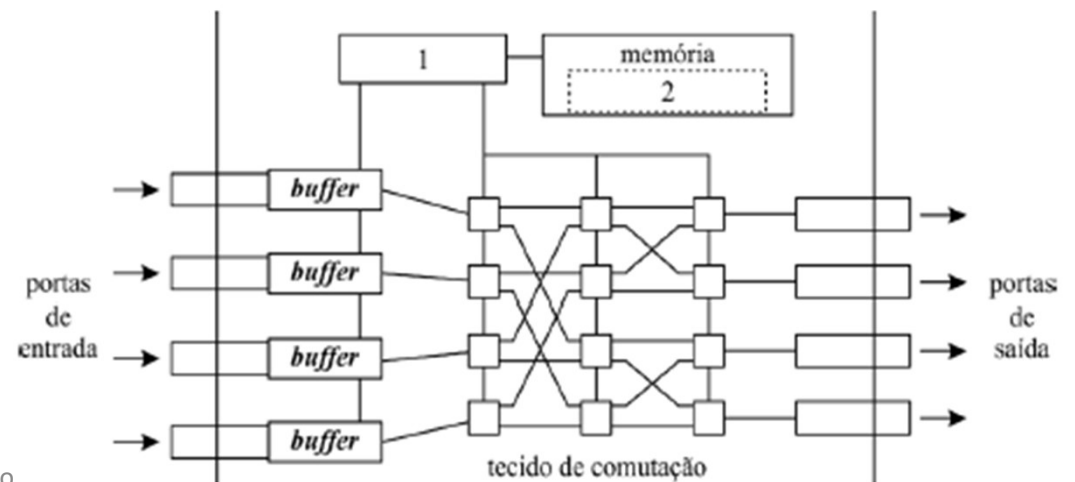 1
memória
2
buffer
buffer
buffer
buffer
portas
de
entrada
portas
de
saída
tecido de comutação